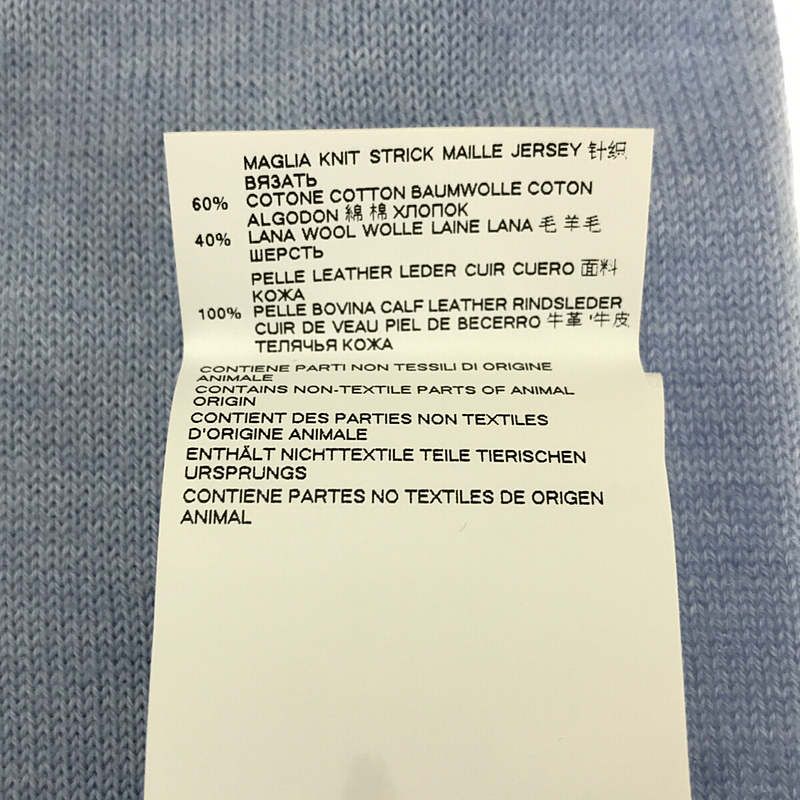 MAGLIA KNIT STRICK MAILLE JERSEY 针织
ВЯЗАТЬ
60% COTONE COTTON BAUMWOLLE COTON
ALGODON 綿 棉 ХЛОПОК
40% LANA WOOL WOLLE LAINE LANA 毛 羊毛
ШЕРСТЬ
PELLE LEATHER LEDER CUIR CUERO 面料
КОЖА
100% PELLE BOVINA CALF LEATHER RINDSLEDER
CUIR DE VEAU PIEL DE BECERRO 牛革 '牛皮
ТЕЛЯЧЬЯ КОЖА
CONTIENE PARTI NON TESSILI DI ORIGINE
ANIMALE
CONTAINS NON-TEXTILE PARTS OF ANIMAL
ORIGIN
CONTIENT DES PARTIES NON TEXTILES
D'ORIGINE ANIMALE
ENTHÄLT NICHTTEXTILE TEILE TIERISCHEN
URSPRUNGS
CONTIENE PARTES NO TEXTILES DE ORIGEN
ANIMAL